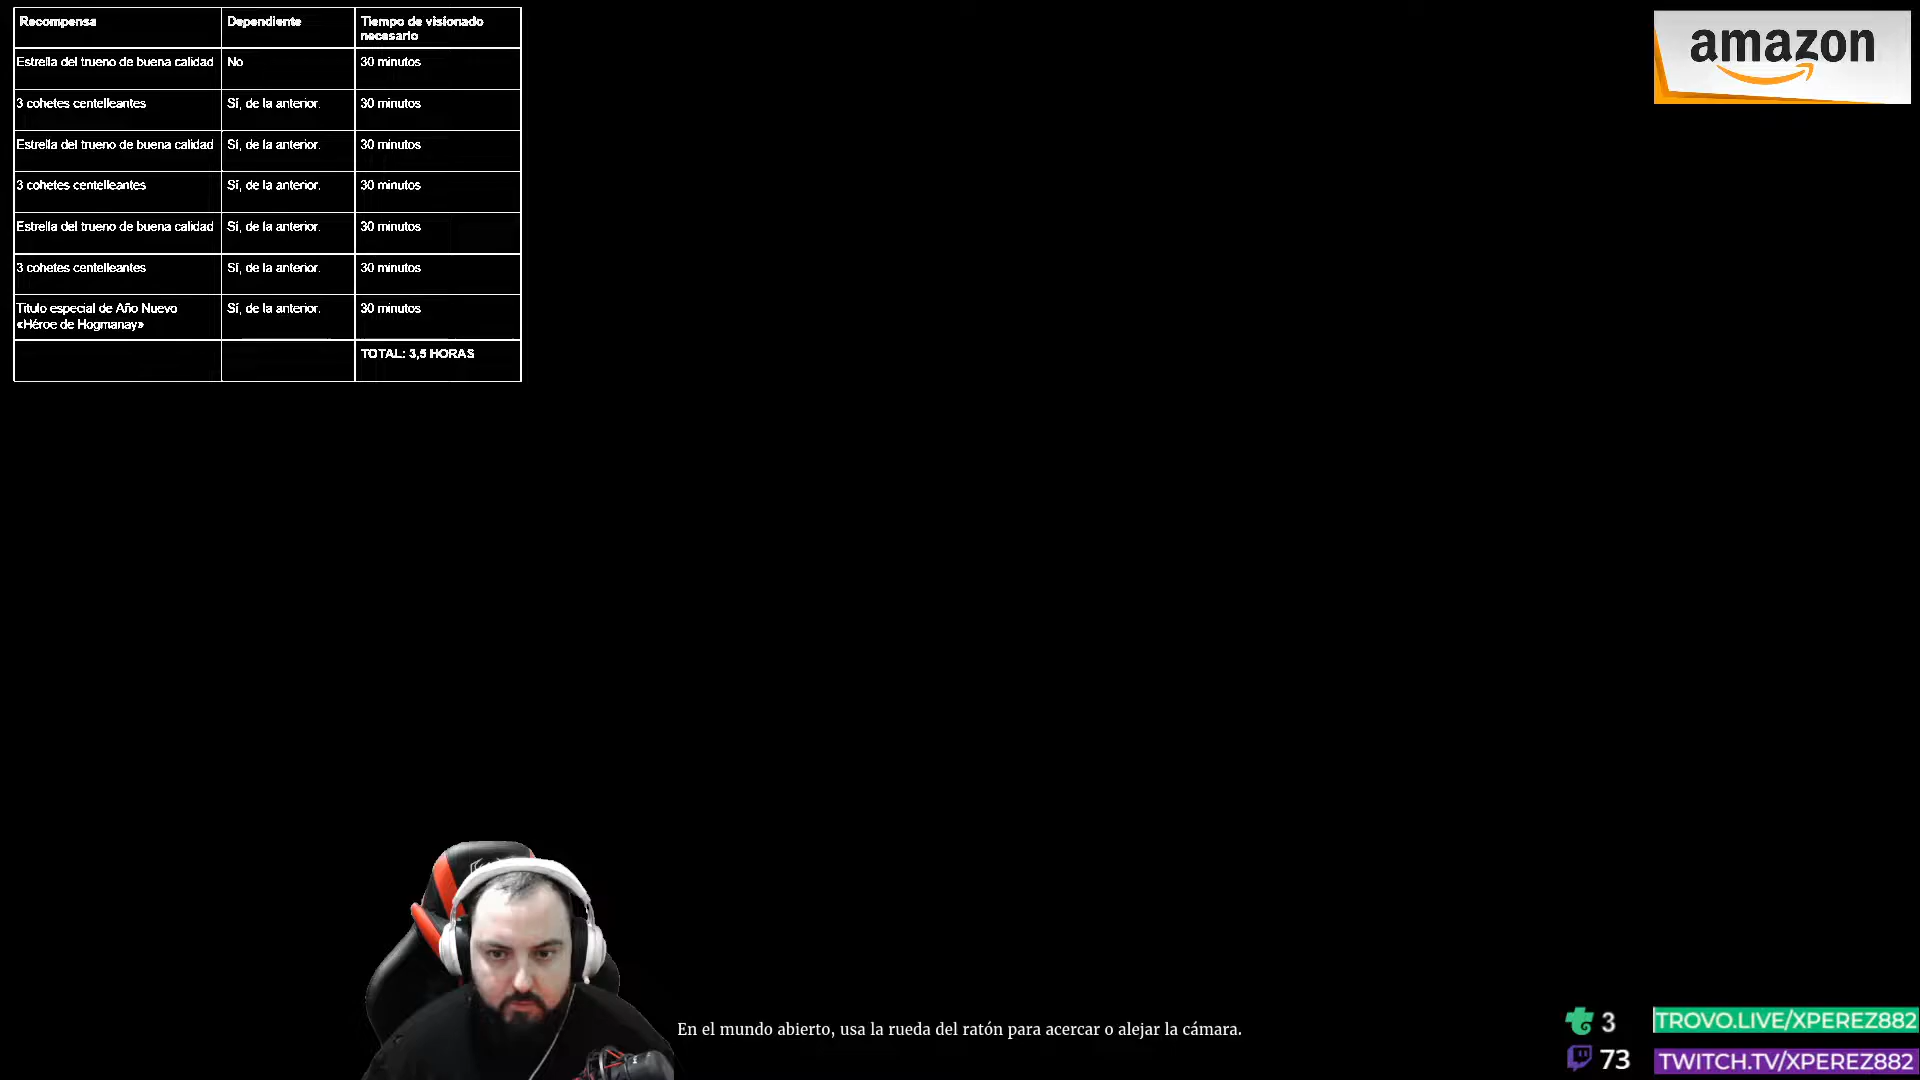 Recompensa Dependiente Tiempo de visionado
necesario
Estrella del trueno de buena calidad No 30 minutos
3 cohetes centelleantes Sí, de la anterior. 30 minutos
Estrella del trueno de buena calidad Sí, de la anterior. 30 minutos
3 cohetes centelleantes Sí, de la anterior. 30 minutos
Estrella del trueno de buena calidad Sí, de la anterior. 30 minutos
3 cohetes centelleantes Sí, de la anterior. 30 minutos
Título especial de Año Nuevo Sí, de la anterior. 30 minutos
«Héroe de Hogmanay»
TOTAL: 3,5 HORAS
amazon
En el mundo abierto, usa la rueda del ratón para acercar o alejar la cámara.
3 TROVO.LIVE/XPEREZ882
73 TWITCH.TV/XPEREZ882